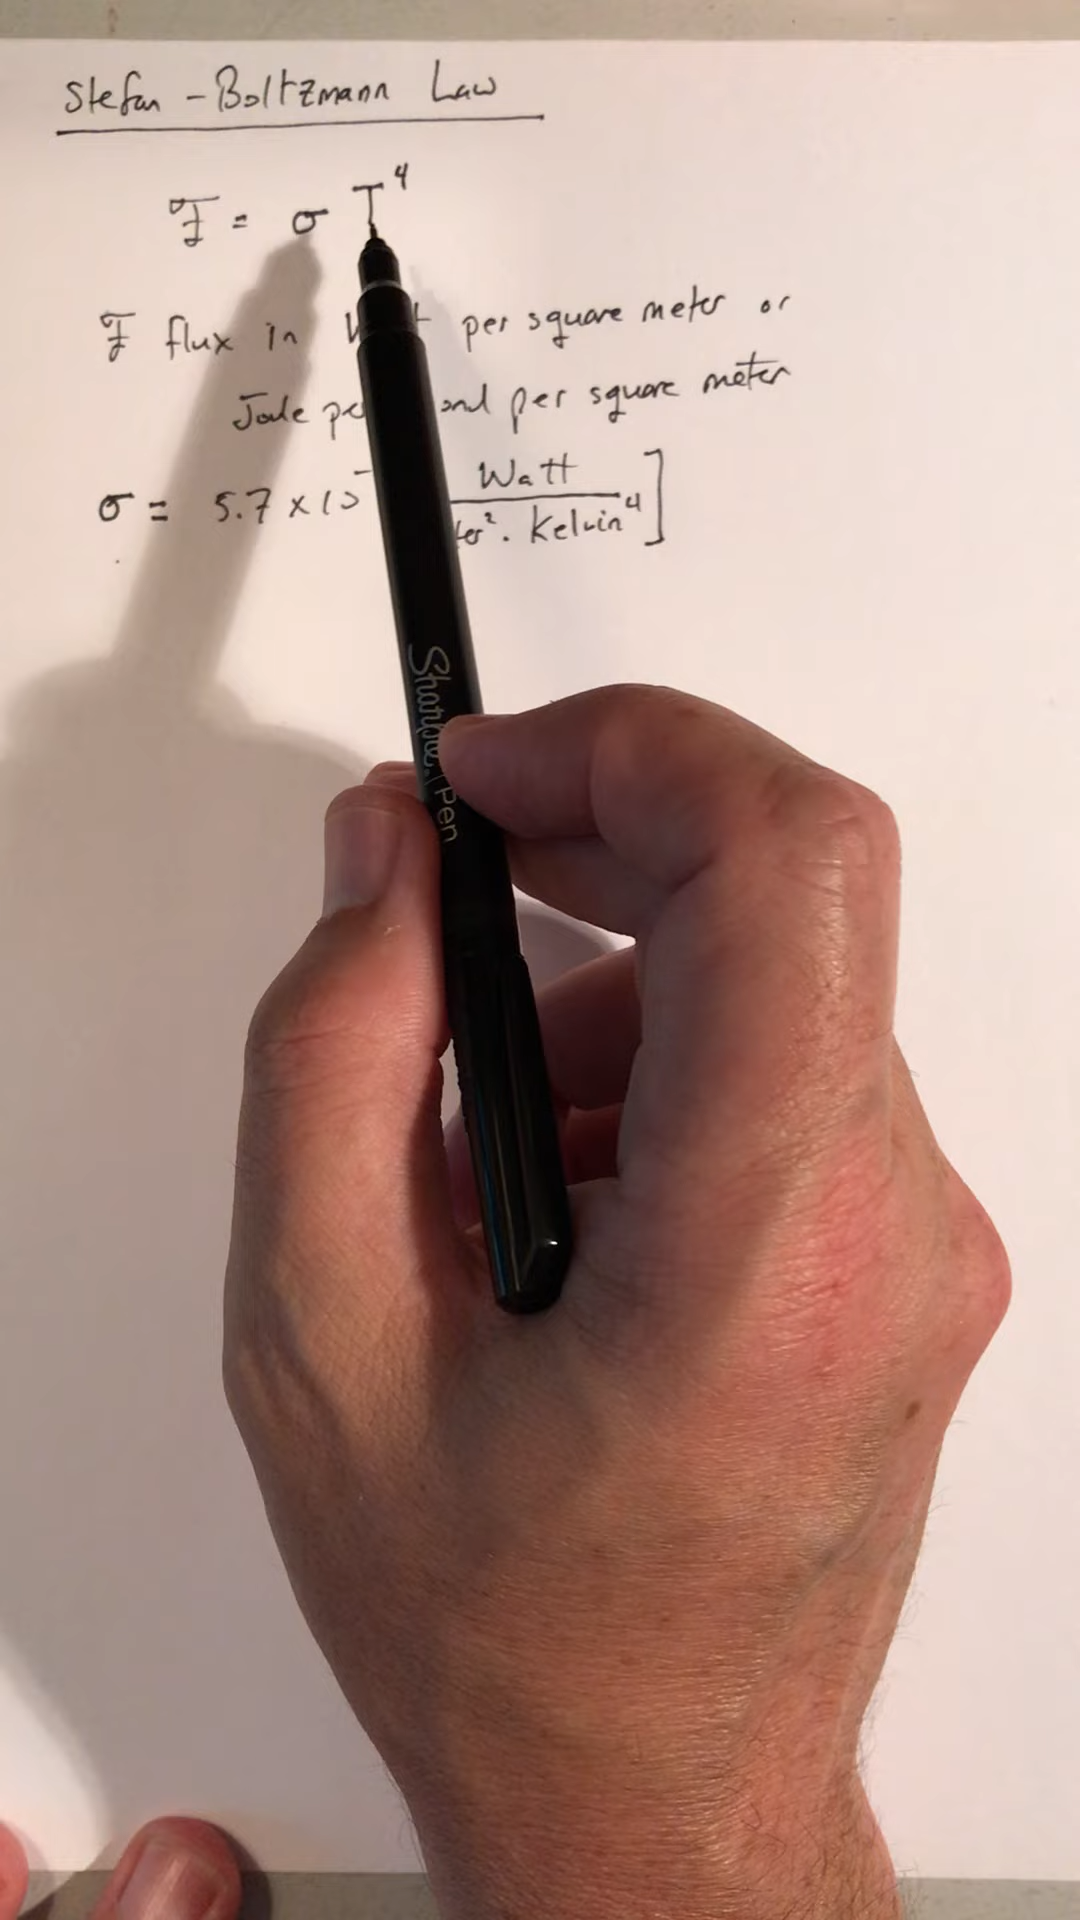 Stefan - Boltzmann Law
F = σ T⁴
F flux in per square meter or
Joule per square meter
σ = 5.7 × 10⁻ Watt
. Kelvin⁴ ]
Sharpie. | Pen